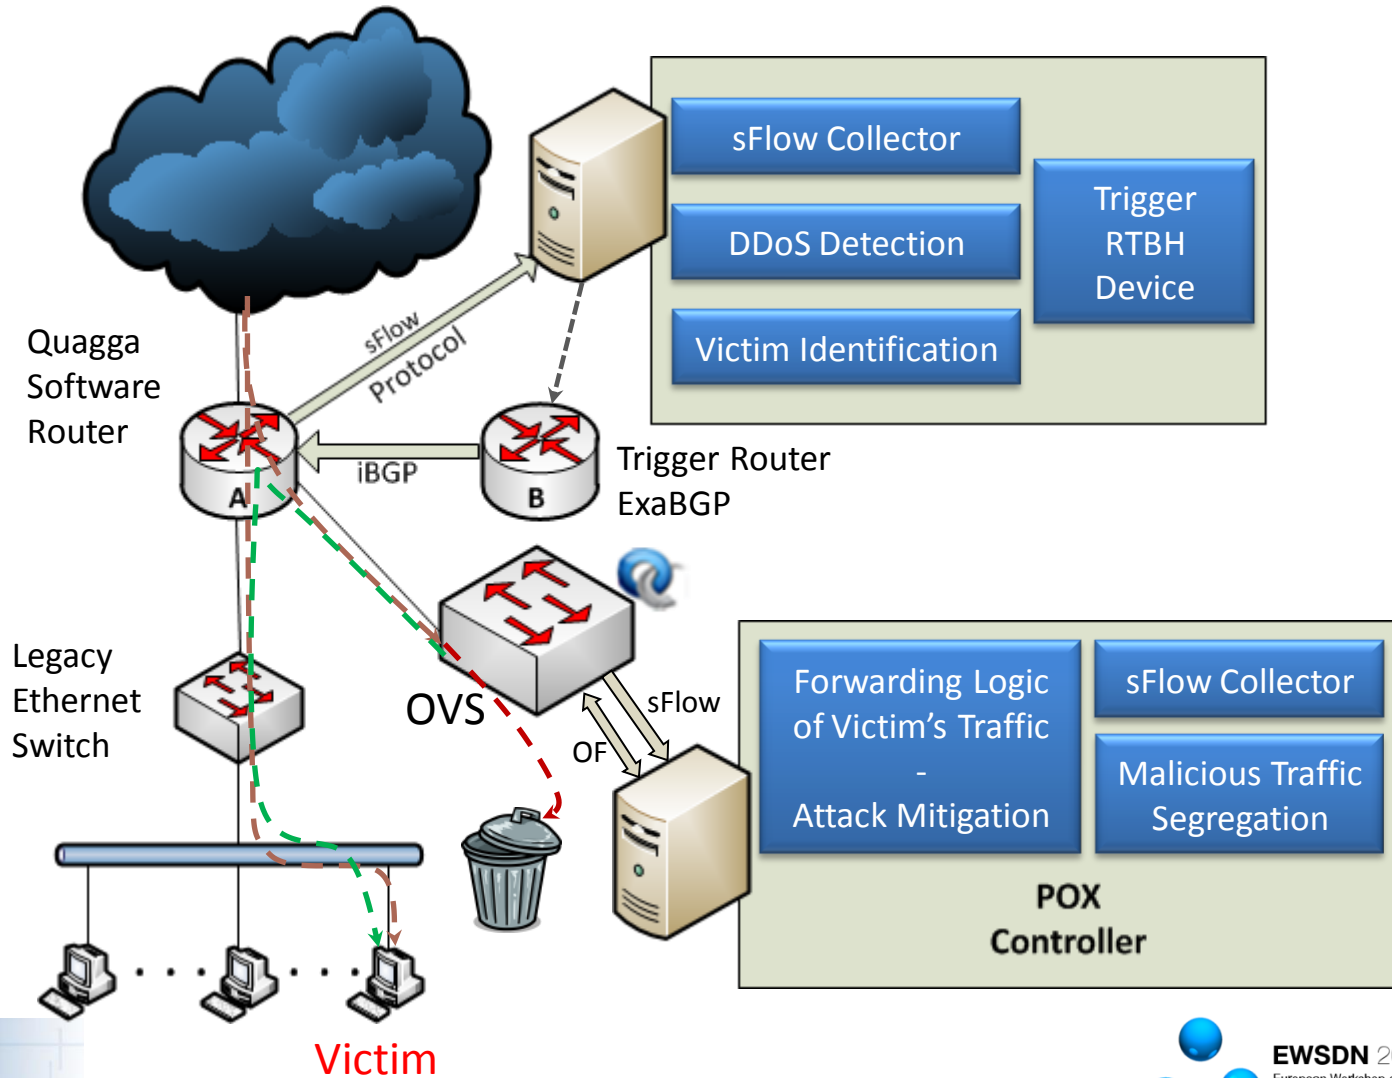 sFlow Collector
DDoS Detection
Victim Identification
Trigger
RTBH
Device
Quagga
Software
Router
sFlow
Protocol
iBGP
A
B
Trigger Router
ExaBGP
Legacy
Ethernet
Switch
OVS
sFlow
OF
Forwarding Logic
of Victim’s Traffic
-
Attack Mitigation
sFlow Collector
Malicious Traffic
Segregation
POX
Controller
Victim
EWSDN
European Workshop